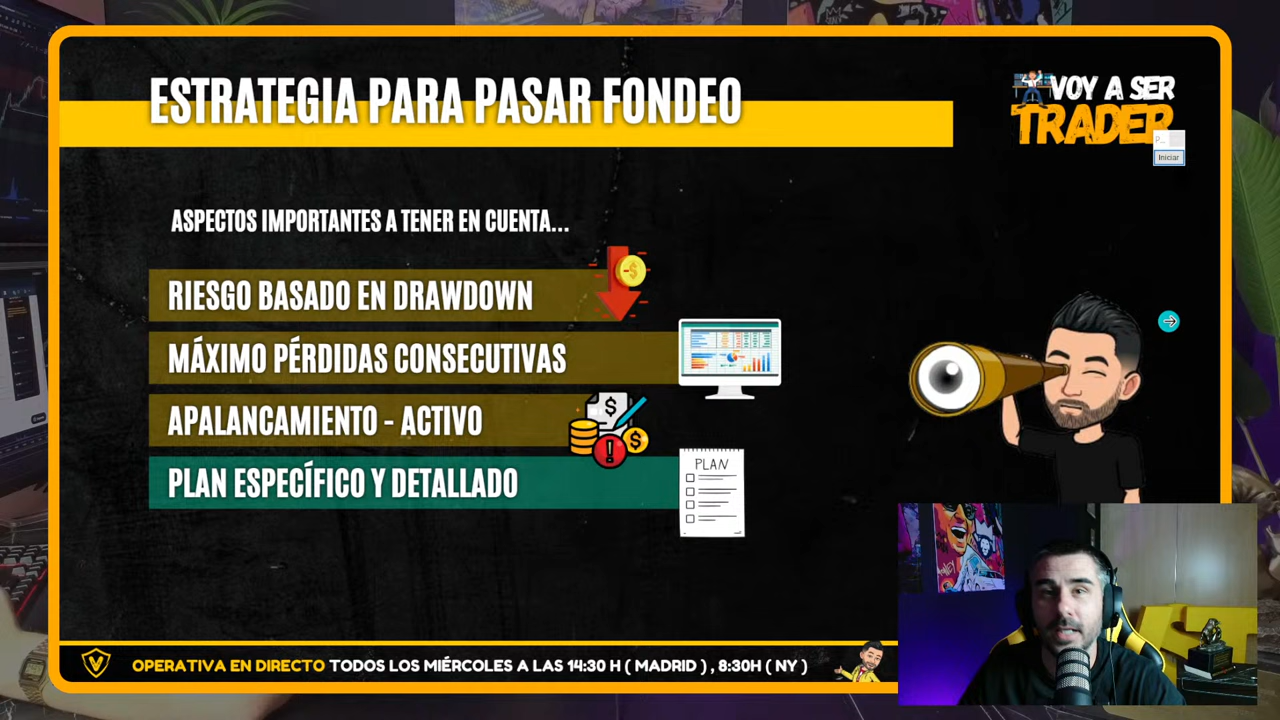 ESTRATEGIA PARA PASAR FONDEO
VOY A SER
TRADER
P...
Iniciar
ASPECTOS IMPORTANTES A TENER EN CUENTA...
RIESGO BASADO EN DRAWDOWN
MÁXIMO PÉRDIDAS CONSECUTIVAS
APALANCAMIENTO - ACTIVO
PLAN ESPECÍFICO Y DETALLADO
PLAN
OPERATIVA EN DIRECTO TODOS LOS MIÉRCOLES A LAS 14:30 H ( MADRID ) , 8:30H ( NY )